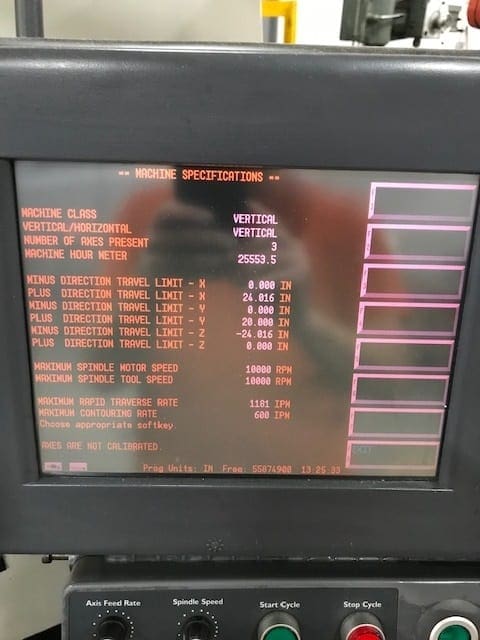 -- MACHINE SPECIFICATIONS --
MACHINE CLASS VERTICAL
VERTICAL/HORIZONTAL VERTICAL
NUMBER OF AXES PRESENT 3
MACHINE HOUR METER 25553.5
MINUS DIRECTION TRAVEL LIMIT - X 0.000 IN
PLUS DIRECTION TRAVEL LIMIT - X 24.016 IN
MINUS DIRECTION TRAVEL LIMIT - Y 0.000 IN
PLUS DIRECTION TRAVEL LIMIT - Y 20.000 IN
MINUS DIRECTION TRAVEL LIMIT - Z -24.016 IN
PLUS DIRECTION TRAVEL LIMIT - Z 0.000 IN
MAXIMUM SPINDLE MOTOR SPEED 10000 RPM
MAXIMUM SPINDLE TOOL SPEED 10000 RPM
MAXIMUM RAPID TRAVERSE RATE 1181 IPM
MAXIMUM CONTOURING RATE 600 IPM
Choose appropriate softkey.
AXES ARE NOT CALIBRATED.
EXIT
Prog Units: IN Free: 55874900 13:25:33
Axis Feed Rate Spindle Speed Start Cycle Stop Cycle